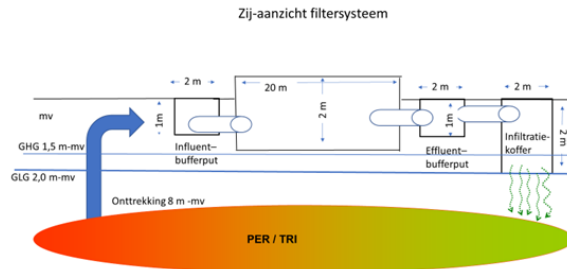 Zij-aanzicht filtersysteem
2 m
20 m
2 m
2 m
2 m
mv
1m
1m
2 m
Influent–
bufferput
Effluent–
bufferput
Infiltratie-
koffer
GHG 1,5 m-mv
GLG 2,0 m-mv
Onttrekking 8 m -mv
PER / TRI